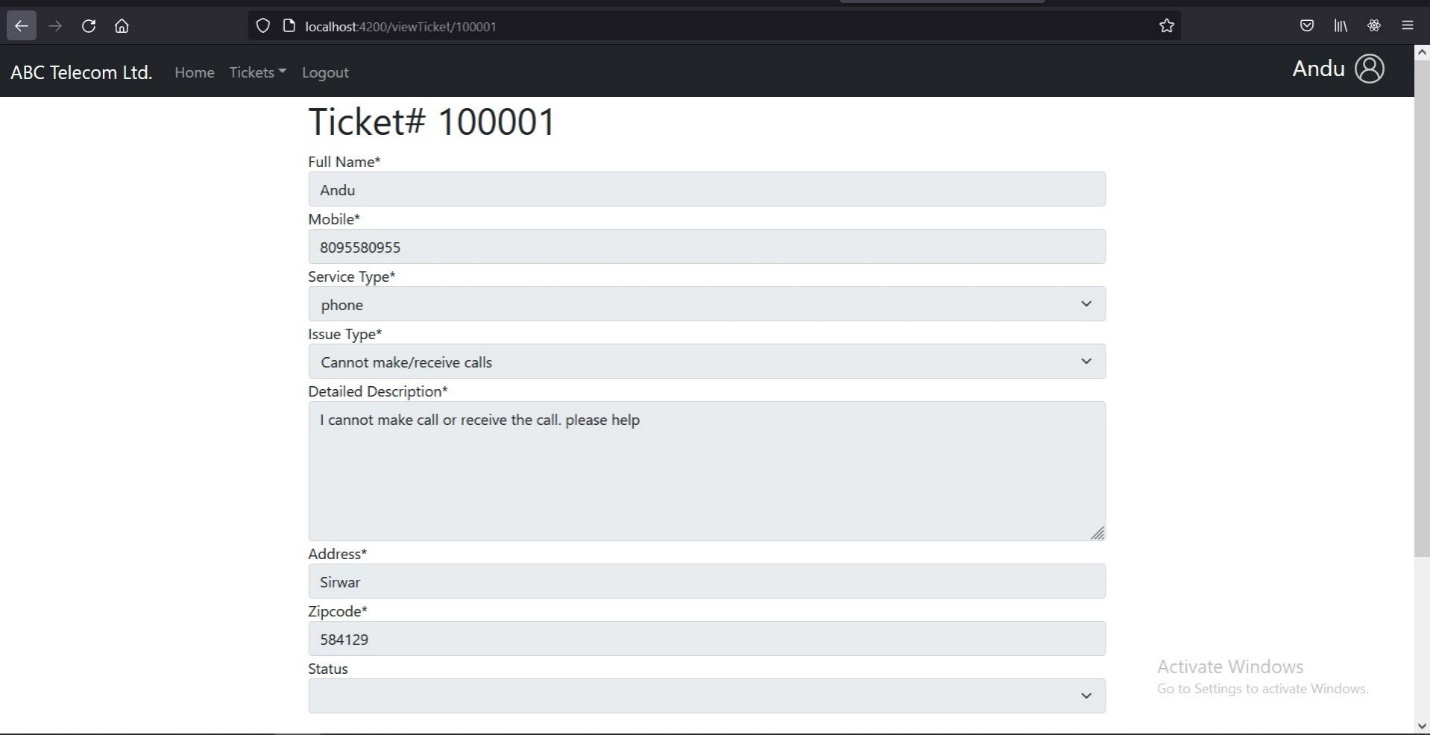 localhost:4200/viewTicket/100001
ABC Telecom Ltd. Home Tickets Logout Andu
Ticket# 100001
Full Name*
Andu
Mobile*
8095580955
Service Type*
phone
Issue Type*
Cannot make/receive calls
Detailed Description*
I cannot make call or receive the call. please help
Address*
Sirwar
Zipcode*
584129
Status
Activate Windows
Go to Settings to activate Windows.